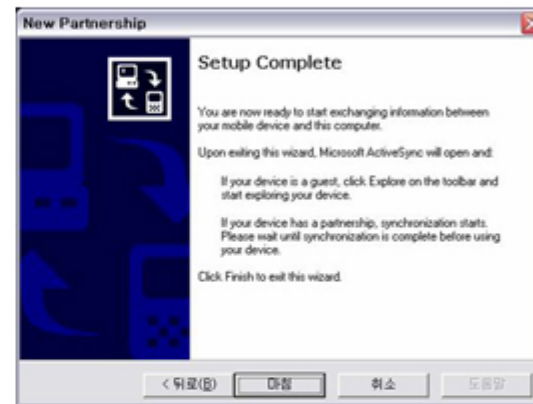 New Partnership
Setup Complete
You are now ready to start exchanging information between
your mobile device and this computer.
Upon exiting this wizard, Microsoft ActiveSync will open and:
If your device is a guest, click Explore on the toolbar and
start exploring your device.
If your device has a partnership, synchronization starts.
Please wait until synchronization is complete before using
your device.
Click Finish to exit this wizard.
< 뒤로(B) 마침 취소 도움말